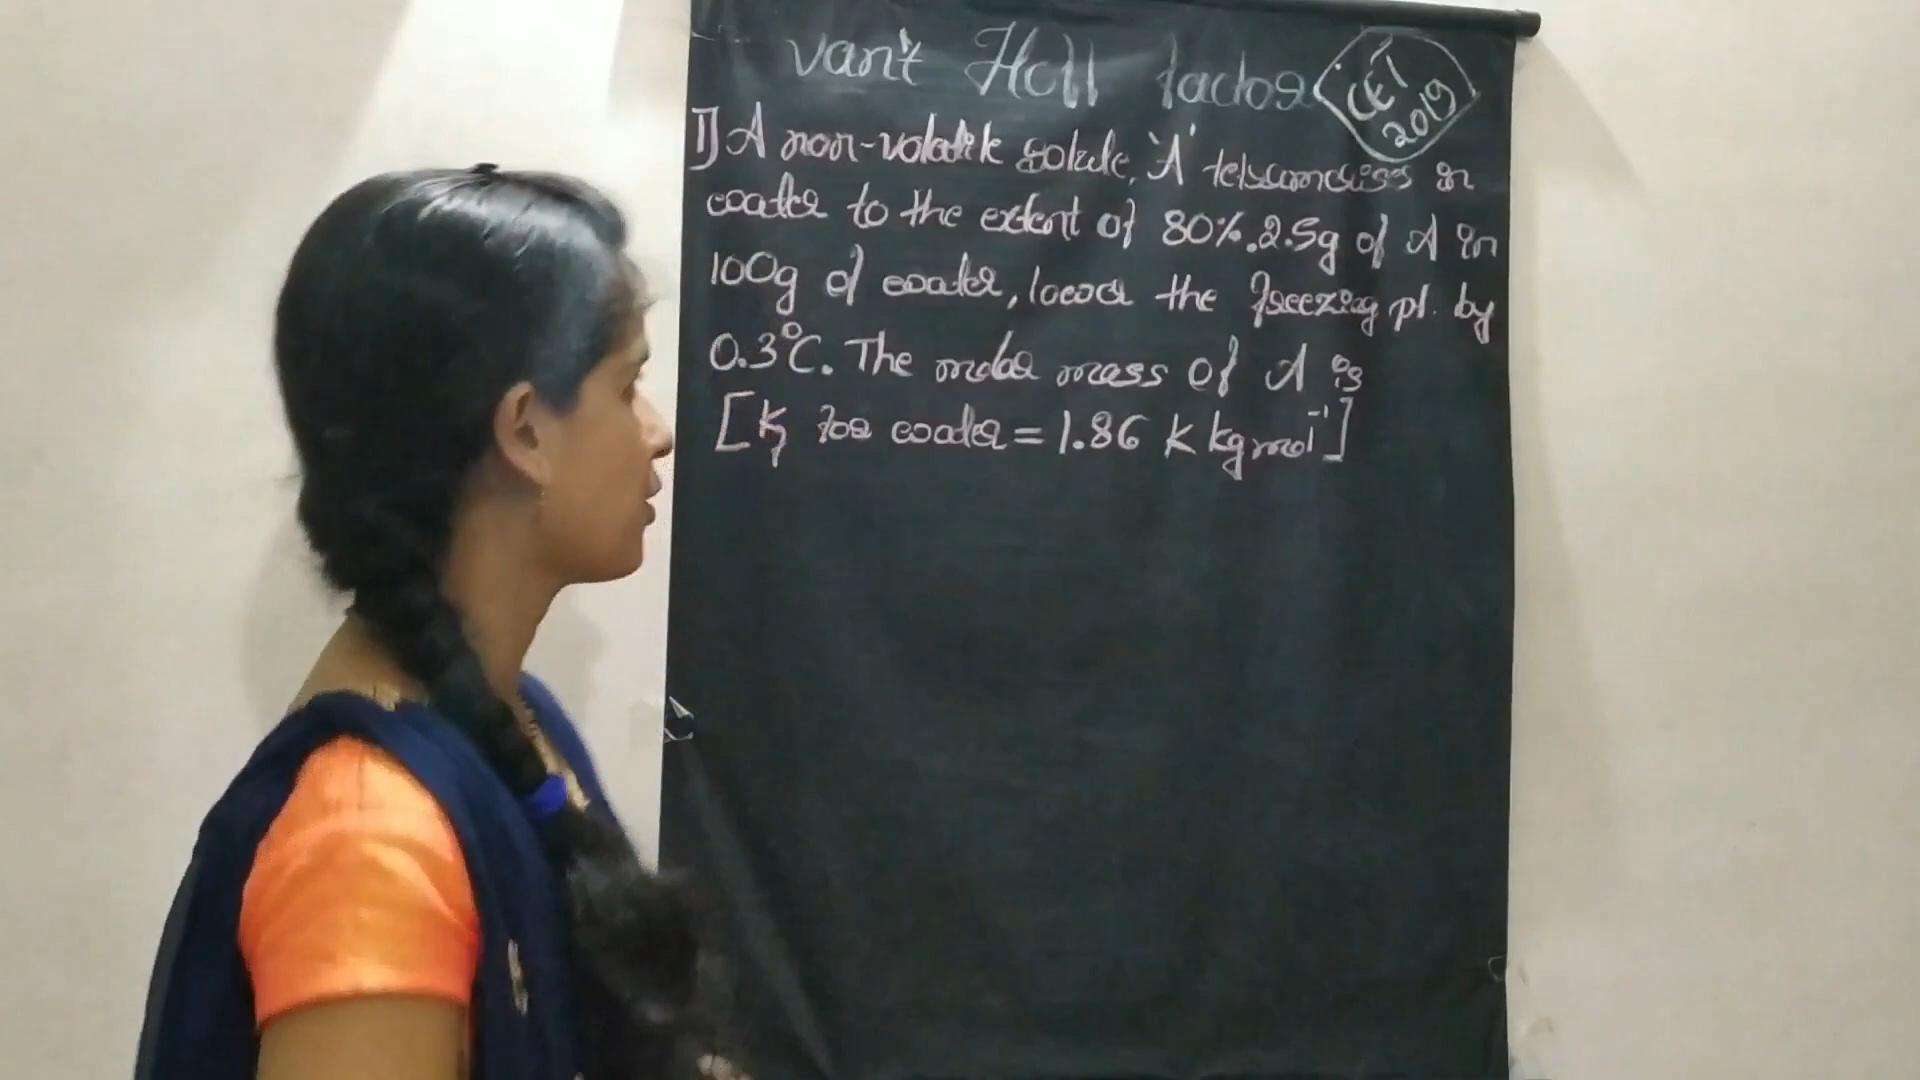 van't Hoff factor
CET 2019
1) A non-volatile solute, 'A' tetramerises in
water to the extent of 80%. 2.5g of A in
100g of water, lower the freezing pt. by
0.3°C. The molar mass of A is
[Kf for water = 1.86 K kg mol⁻¹]